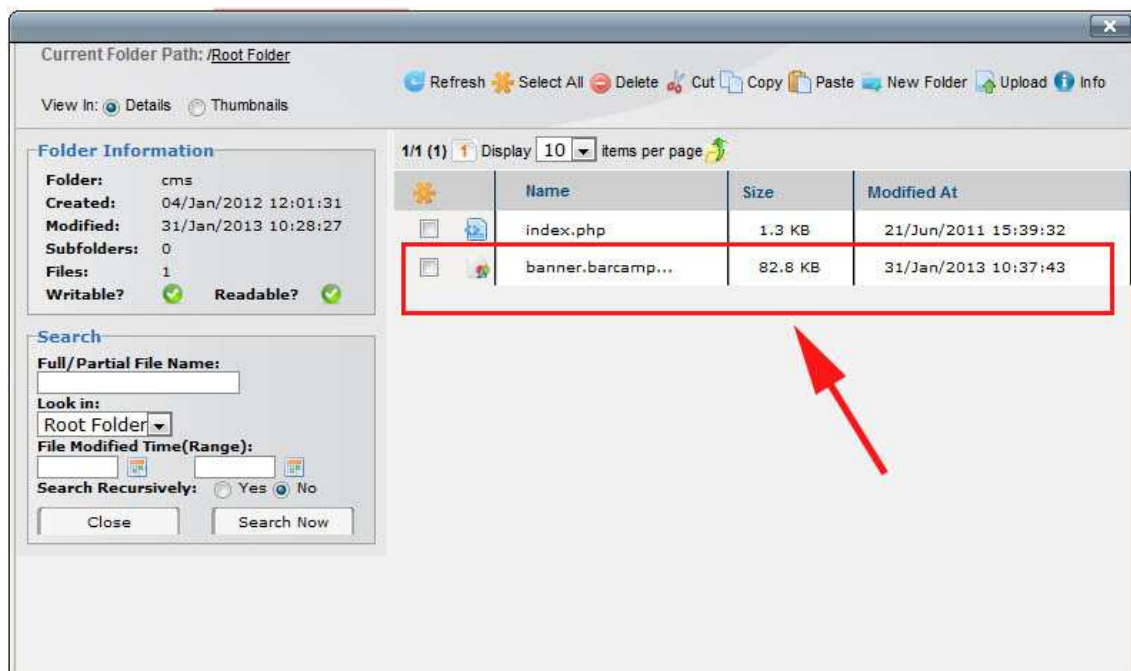 Current Folder Path: /Root Folder
Refresh Select All Delete Cut Copy Paste New Folder Upload Info
View In: Details Thumbnails
Folder Information
Folder: cms
Created: 04/Jan/2012 12:01:31
Modified: 31/Jan/2013 10:28:27
Subfolders: 0
Files: 1
Writable? Readable?
Search
Full/Partial File Name:
Look in:
Root Folder
File Modified Time(Range):
Search Recursively: Yes No
Close Search Now
1/1 (1) 1 Display 10 items per page
Name Size Modified At
index.php 1.3 KB 21/Jun/2011 15:39:32
banner.barcamp... 82.8 KB 31/Jan/2013 10:37:43